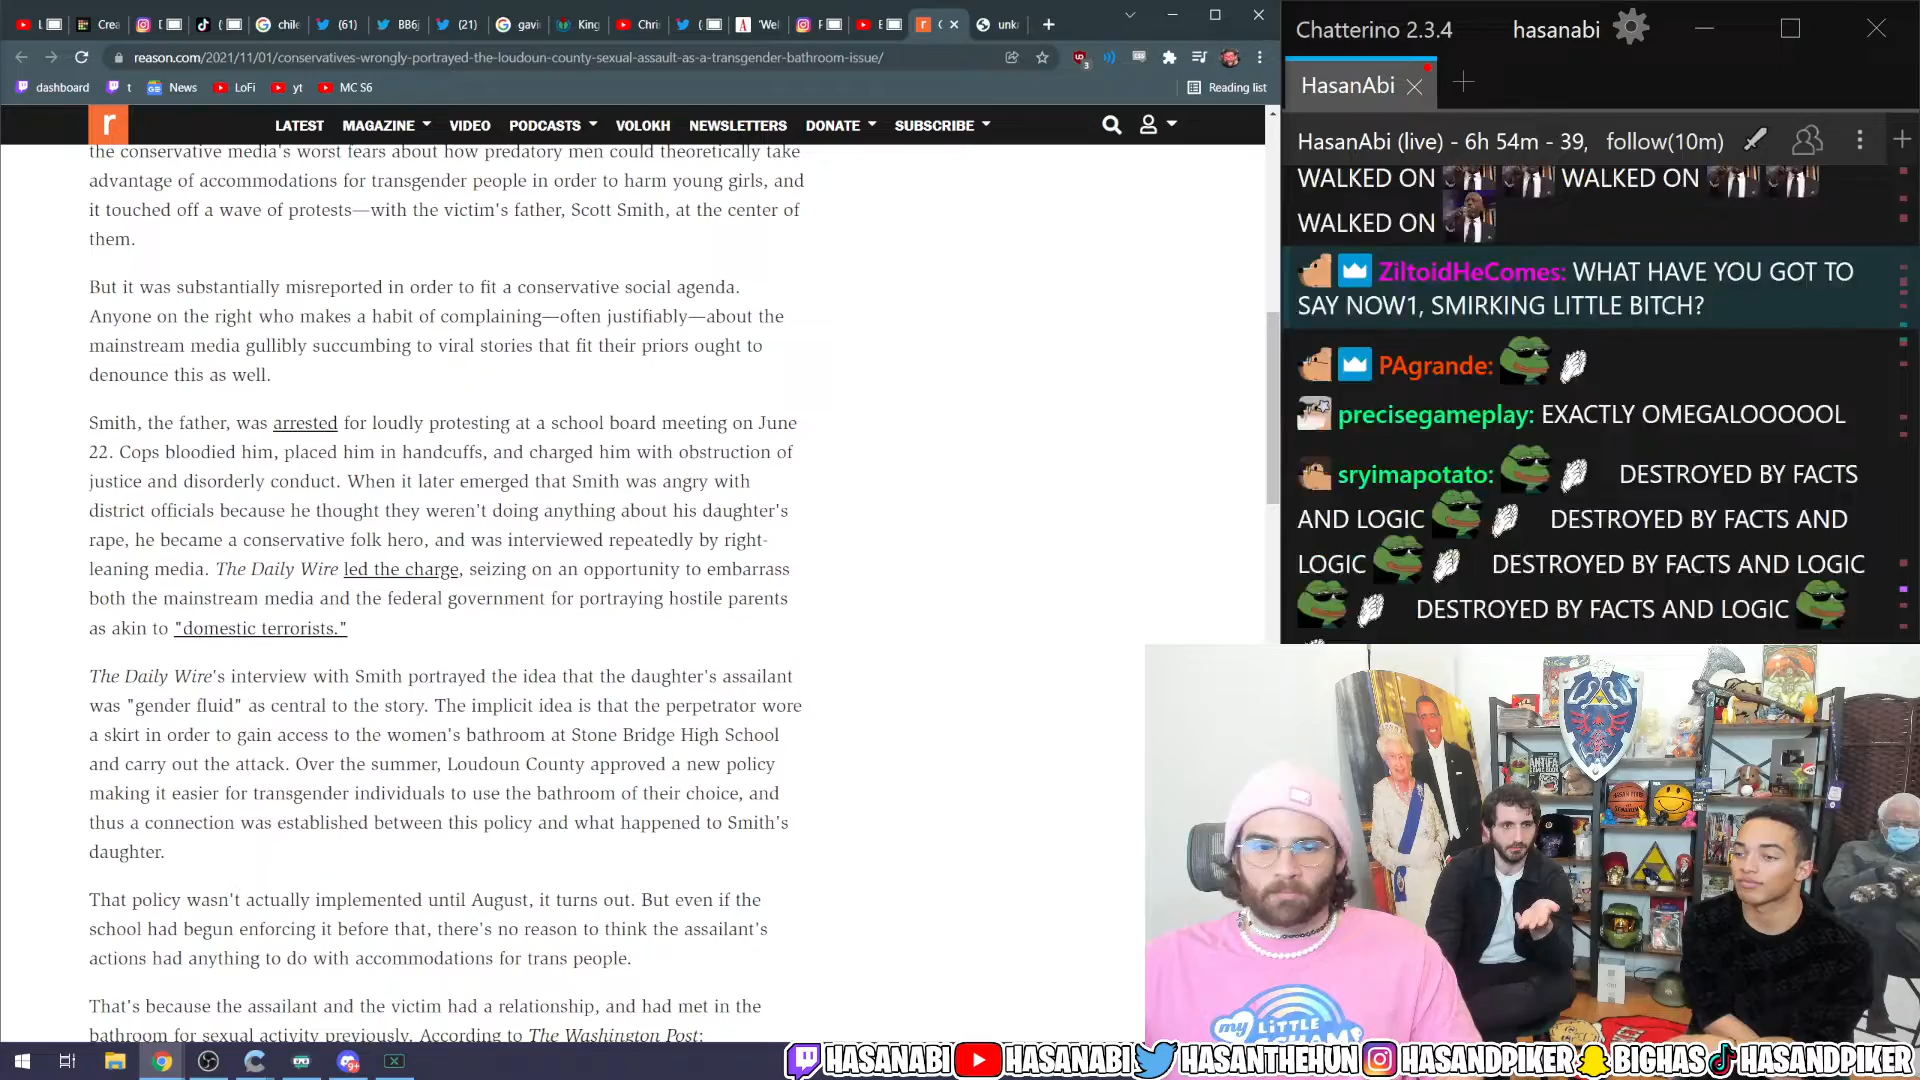 L
Crea
(61)
BB6j
(21)
chile
gavi
King
Chris
'Wel
unk
reason.com/2021/11/01/conservatives-wrongly-portrayed-the-loudoun-county-sexual-assault-as-a-transgender-bathroom-issue/
dashboard
t
News
LoFi
yt
MC S6
Reading list
r
LATEST
MAGAZINE
VIDEO
PODCASTS
VOLOKH
NEWSLETTERS
DONATE
SUBSCRIBE
the conservative media's worst fears about how predatory men could theoretically take
advantage of accommodations for transgender people in order to harm young girls, and
it touched off a wave of protests—with the victim's father, Scott Smith, at the center of
them.
But it was substantially misreported in order to fit a conservative social agenda.
Anyone on the right who makes a habit of complaining—often justifiably—about the
mainstream media gullibly succumbing to viral stories that fit their priors ought to
denounce this as well.
Smith, the father, was arrested for loudly protesting at a school board meeting on June
22. Cops bloodied him, placed him in handcuffs, and charged him with obstruction of
justice and disorderly conduct. When it later emerged that Smith was angry with
district officials because he thought they weren't doing anything about his daughter's
rape, he became a conservative folk hero, and was interviewed repeatedly by right-
leaning media. The Daily Wire led the charge, seizing on an opportunity to embarrass
both the mainstream media and the federal government for portraying hostile parents
as akin to "domestic terrorists."
The Daily Wire's interview with Smith portrayed the idea that the daughter's assailant
was "gender fluid" as central to the story. The implicit idea is that the perpetrator wore
a skirt in order to gain access to the women's bathroom at Stone Bridge High School
and carry out the attack. Over the summer, Loudoun County approved a new policy
making it easier for transgender individuals to use the bathroom of their choice, and
thus a connection was established between this policy and what happened to Smith's
daughter.
That policy wasn't actually implemented until August, it turns out. But even if the
school had begun enforcing it before that, there's no reason to think the assailant's
actions had anything to do with accommodations for trans people.
That's because the assailant and the victim had a relationship, and had met in the
bathroom for sexual activity previously. According to The Washington Post:
Chatterino 2.3.4
hasanabi
HasanAbi
HasanAbi (live) - 6h 54m - 39, follow(10m)
WALKED ON WALKED ON
WALKED ON
ZiltoidHeComes: WHAT HAVE YOU GOT TO
SAY NOW1, SMIRKING LITTLE BITCH?
PAgrande:
precisegameplay: EXACTLY OMEGALOOOOOL
sryimapotato: DESTROYED BY FACTS
AND LOGIC DESTROYED BY FACTS AND
LOGIC DESTROYED BY FACTS AND LOGIC
DESTROYED BY FACTS AND LOGIC
ANTIFA
my LiTTLE
HASANABI HASANABI HASANTHEHUN HASANDPIKER BIGHAS HASANDPIKER